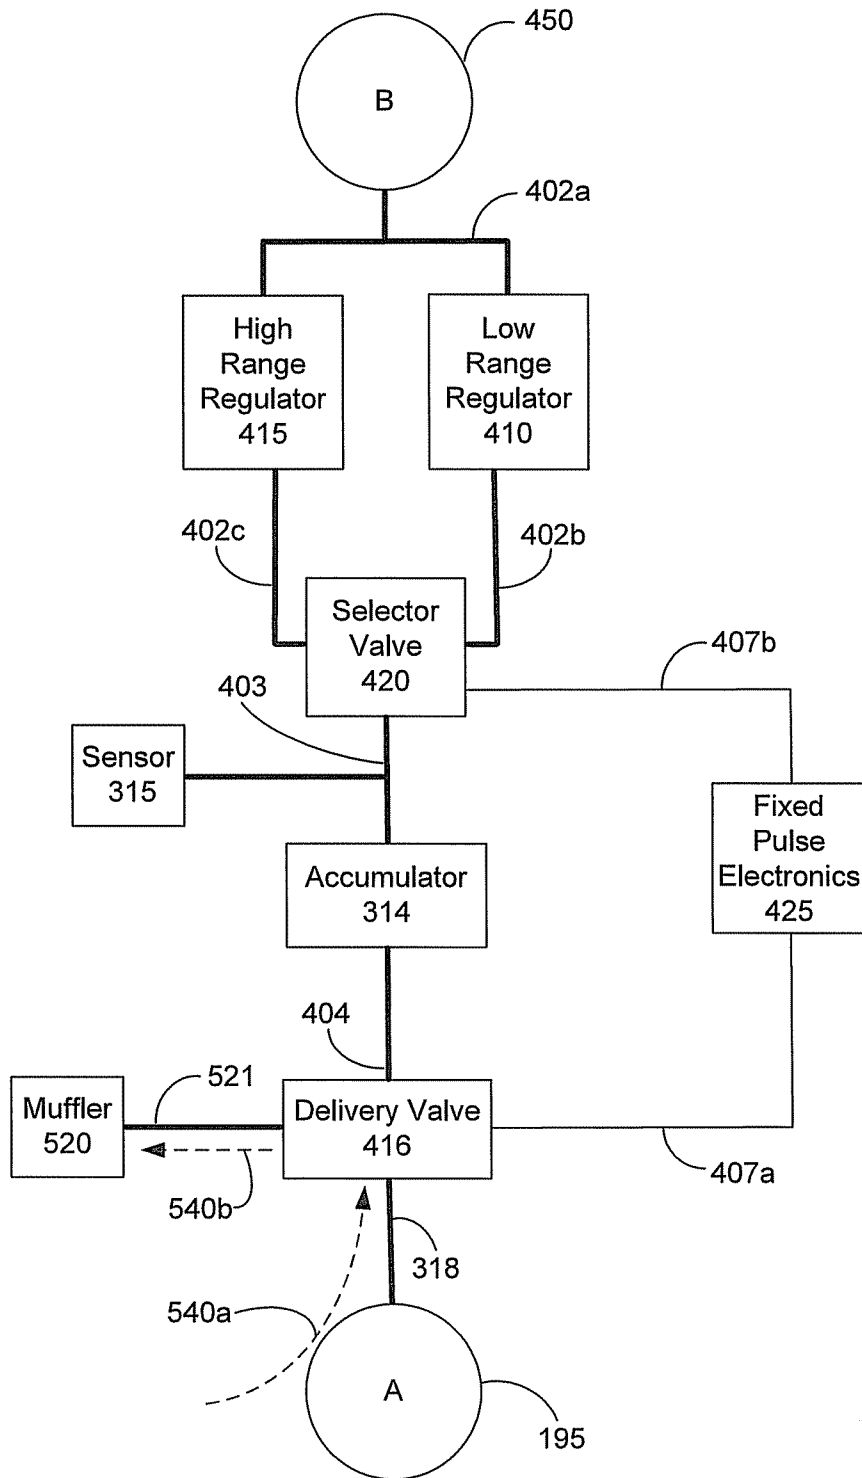 450
B
402a
High
Range
Regulator
415
Low
Range
Regulator
410
402c
402b
Selector
Valve
420
407b
403
Sensor
315
Fixed
Pulse
Electronics
425
Accumulator
314
404
521
Muffler
520
Delivery Valve
416
407a
540b
318
540a
A
195